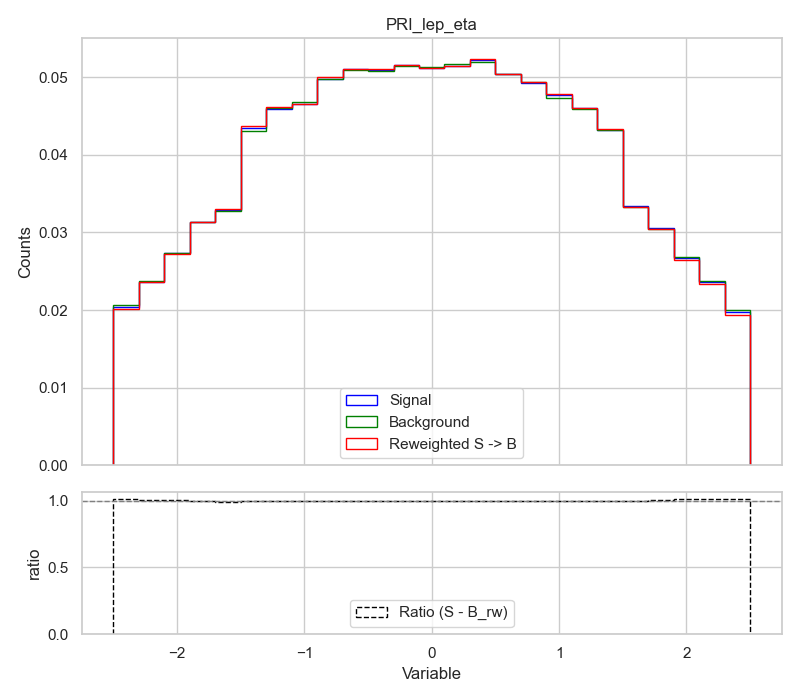 PRI_lep_eta
0.05
0.04
0.03
0.02
0.01
0.00
Counts
Signal
Background
Reweighted S -> B
1.0
0.5
0.0
ratio
Ratio (S - B_rw)
−2 −1 0 1 2
Variable